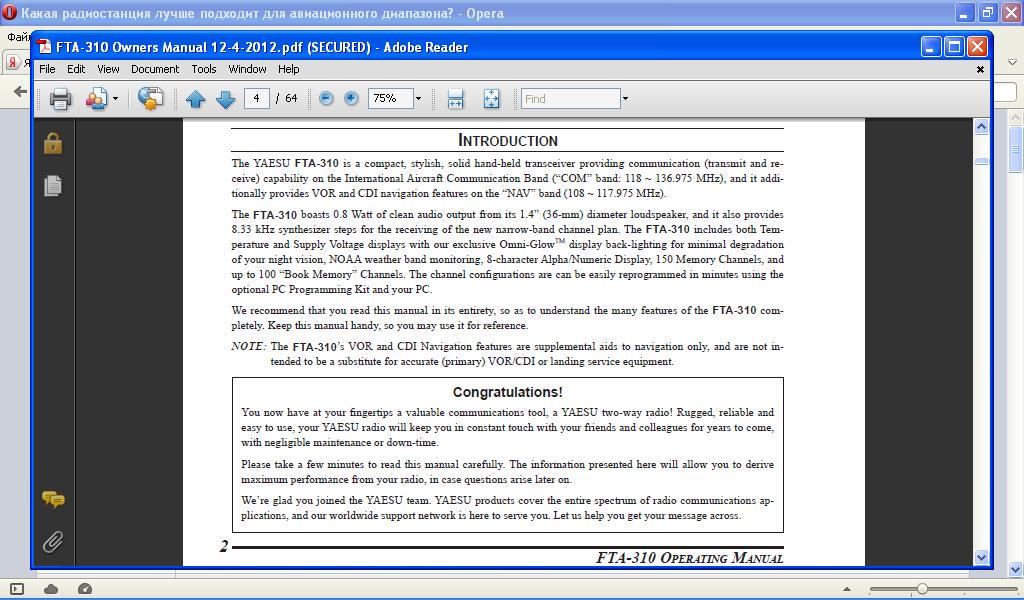 Какая радиостанция лучше подходит для авиационного диапазона? - Opera
Файл
FTA-310 Owners Manual 12-4-2012.pdf (SECURED) - Adobe Reader
File Edit View Document Tools Window Help
4 / 64 75% Find
INTRODUCTION
The YAESU FTA-310 is a compact, stylish, solid hand-held transceiver providing communication (transmit and re-
ceive) capability on the International Aircraft Communication Band (“COM” band: 118 ~ 136.975 MHz), and it addi-
tionally provides VOR and CDI navigation features on the “NAV” band (108 ~ 117.975 MHz).
The FTA-310 boasts 0.8 Watt of clean audio output from its 1.4” (36-mm) diameter loudspeaker, and it also provides
8.33 kHz synthesizer steps for the receiving of the new narrow-band channel plan. The FTA-310 includes both Tem-
perature and Supply Voltage displays with our exclusive Omni-Glow™ display back-lighting for minimal degradation
of your night vision, NOAA weather band monitoring, 8-character Alpha/Numeric Display, 150 Memory Channels, and
up to 100 “Book Memory” Channels. The channel configurations are can be easily reprogrammed in minutes using the
optional PC Programming Kit and your PC.
We recommend that you read this manual in its entirety, so as to understand the many features of the FTA-310 com-
pletely. Keep this manual handy, so you may use it for reference.
NOTE: The FTA-310’s VOR and CDI Navigation features are supplemental aids to navigation only, and are not in-
tended to be a substitute for accurate (primary) VOR/CDI or landing service equipment.
Congratulations!
You now have at your fingertips a valuable communications tool, a YAESU two-way radio! Rugged, reliable and
easy to use, your YAESU radio will keep you in constant touch with your friends and colleagues for years to come,
with negligible maintenance or down-time.
Please take a few minutes to read this manual carefully. The information presented here will allow you to derive
maximum performance from your radio, in case questions arise later on.
We’re glad you joined the YAESU team. YAESU products cover the entire spectrum of radio communications ap-
plications, and our worldwide support network is here to serve you. Let us help you get your message across.
2
FTA-310 OPERATING MANUAL